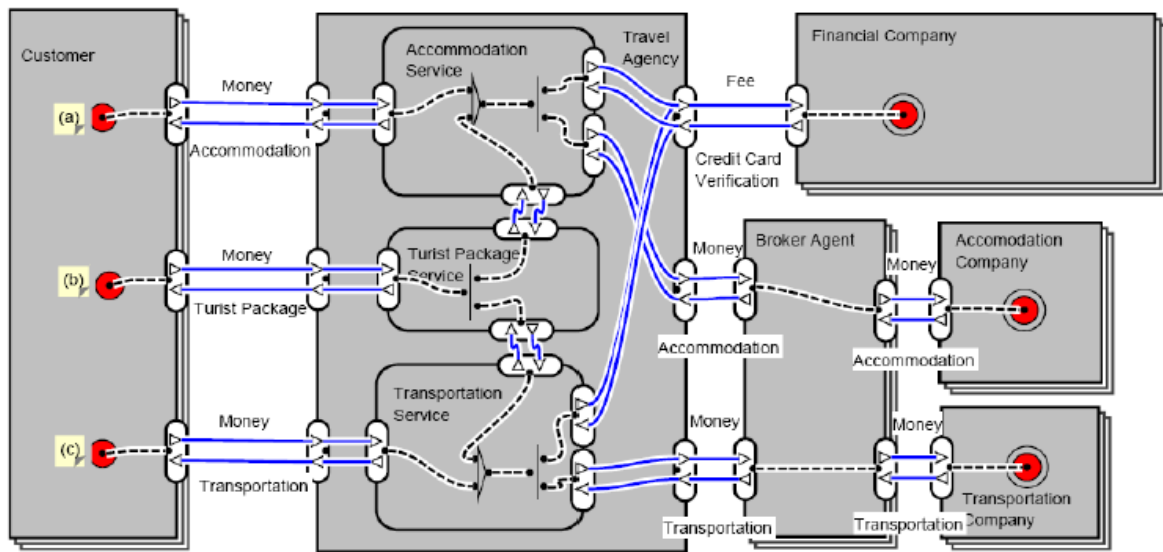 Customer
(a)
Money
Accommodation
(b)
Money
Turist Package
(c)
Money
Transportation
Accommodation
Service
Travel
Agency
Turist Package
Service
Transportation
Service
Fee
Credit Card
Verification
Financial Company
Money
Accommodation
Broker Agent
Money
Accommodation
Accomodation
Company
Money
Transportation
Money
Transportation
Transportation
Company